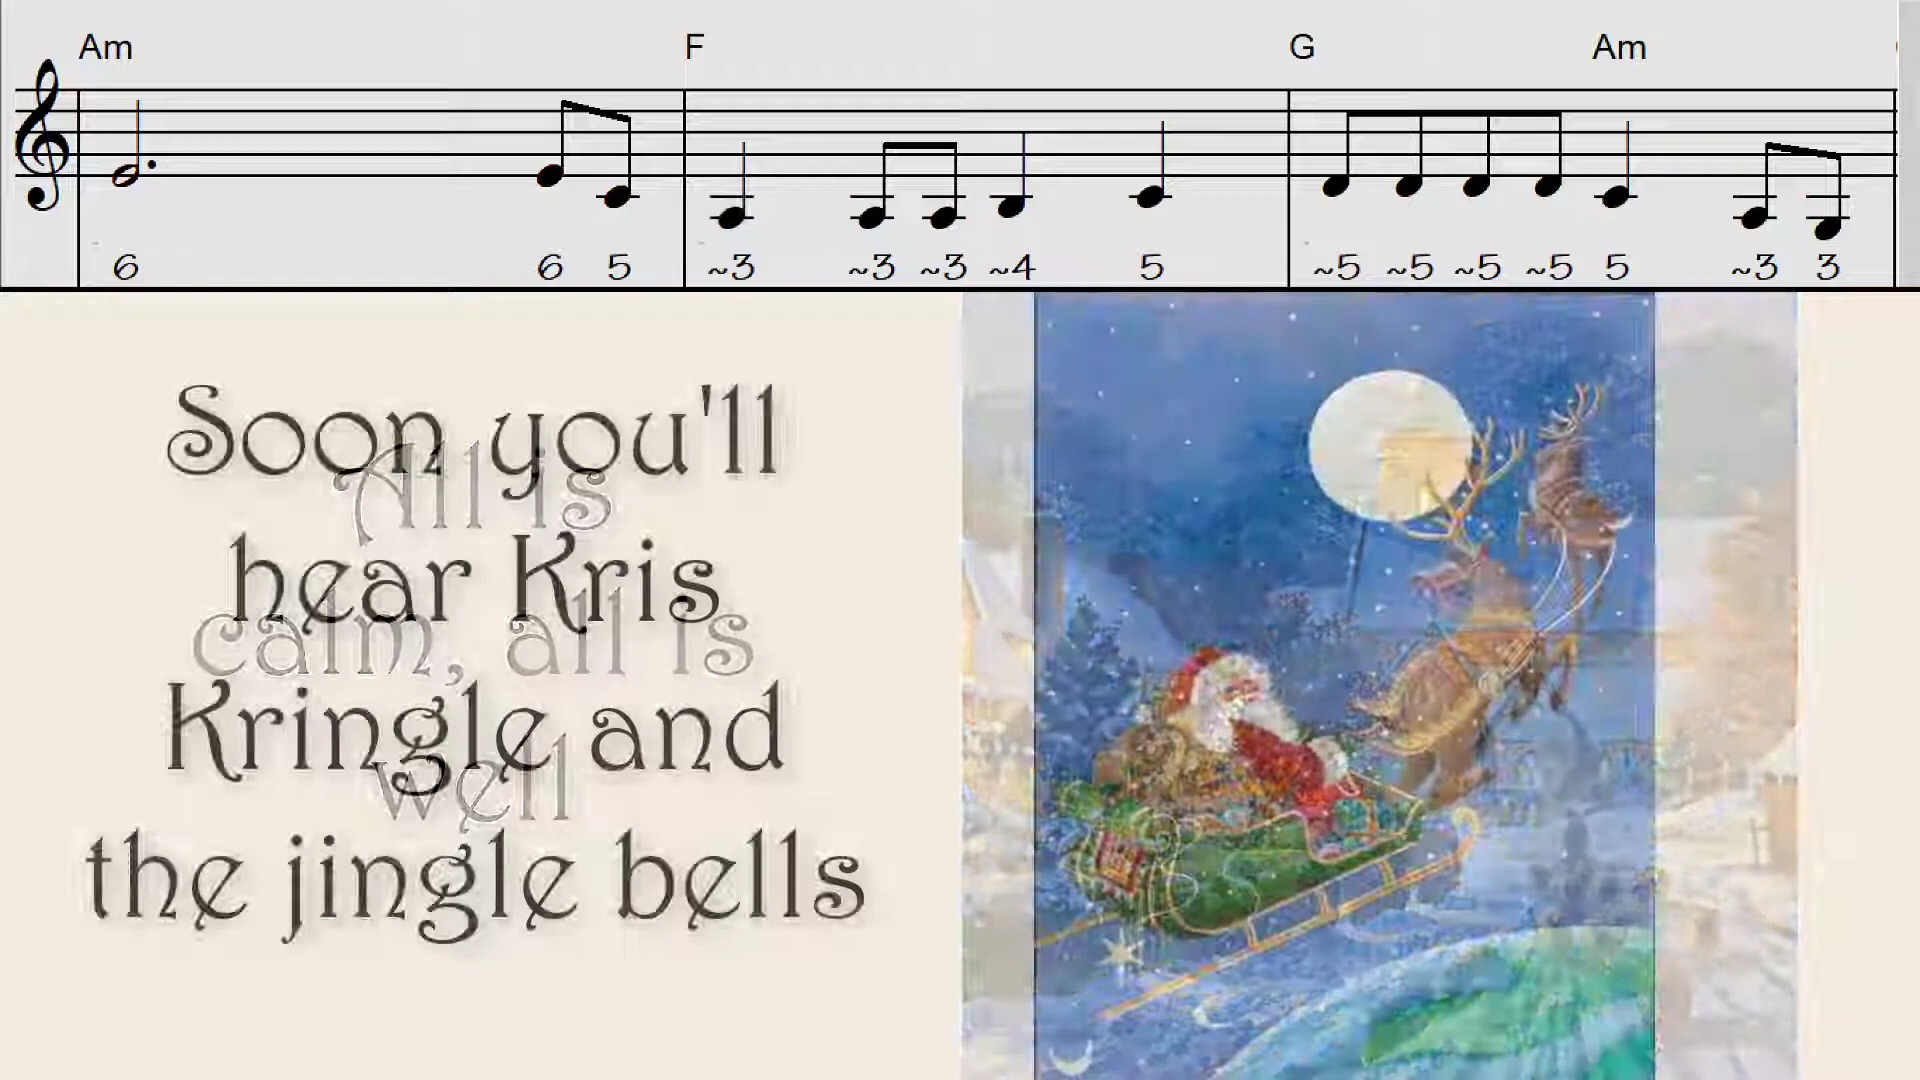 Am F G Am
6 6 5 ~3 ~3 ~3 ~4 5 ~5 ~5 ~5 ~5 5 ~3 3
Soon you'll
All is
hear Kris
calm, all is
Kringle and
well
the jingle bells